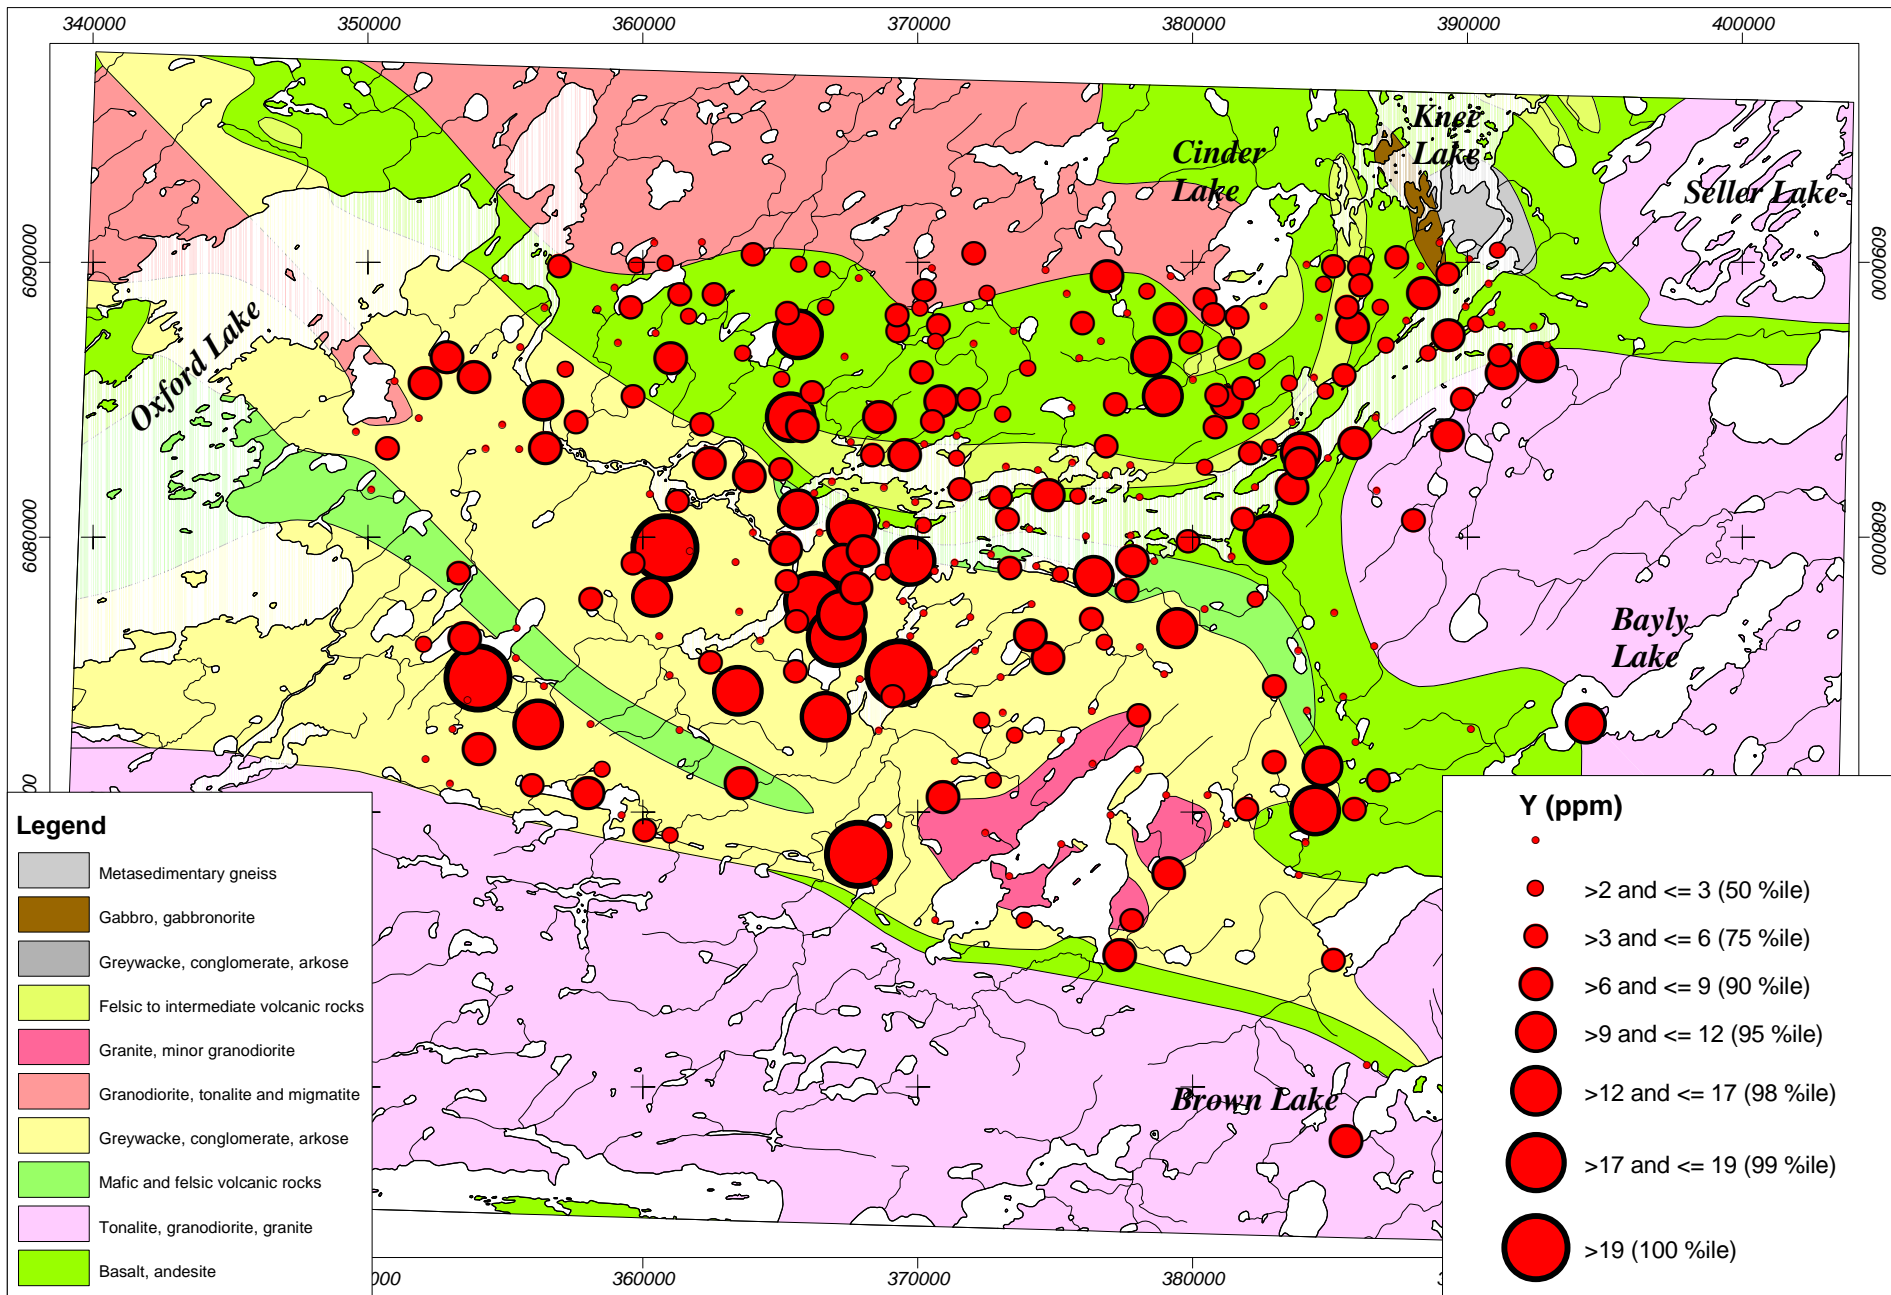 340000
350000
360000
370000
380000
390000
400000
Knee
Lake
Cinder
Lake
Seller Lake
6090000
6090000
Oxford Lake
6080000
6080000
Bayly
Lake
Brown Lake
Legend
Metasedimentary gneiss
Gabbro, gabbronorite
Greywacke, conglomerate, arkose
Felsic to intermediate volcanic rocks
Granite, minor granodiorite
Granodiorite, tonalite and migmatite
Greywacke, conglomerate, arkose
Mafic and felsic volcanic rocks
Tonalite, granodiorite, granite
Basalt, andesite
Y (ppm)
>2 and <= 3 (50 %ile)
>3 and <= 6 (75 %ile)
>6 and <= 9 (90 %ile)
>9 and <= 12 (95 %ile)
>12 and <= 17 (98 %ile)
>17 and <= 19 (99 %ile)
>19 (100 %ile)
360000
370000
380000